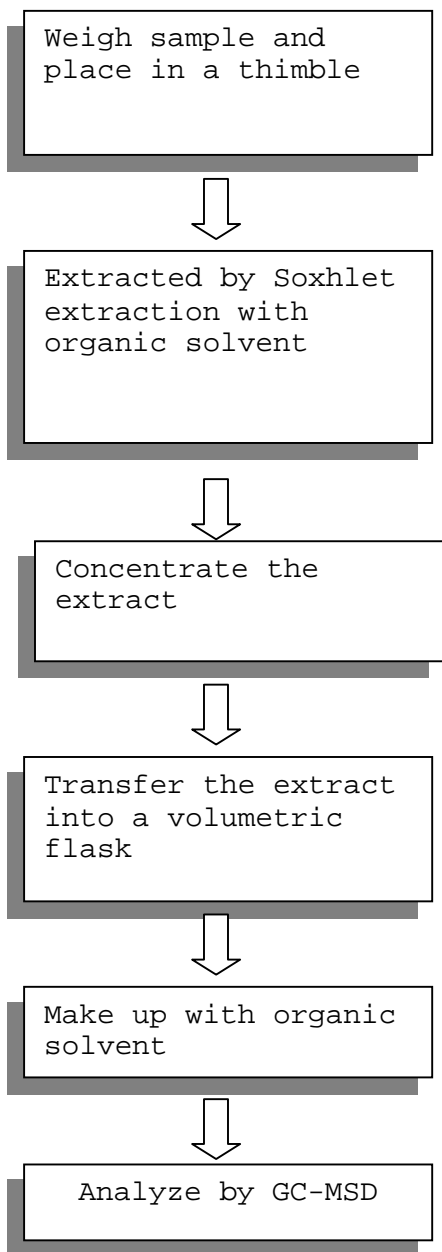 Weigh sample and
place in a thimble
Extracted by Soxhlet
extraction with
organic solvent
Concentrate the
extract
Transfer the extract
into a volumetric
flask
Make up with organic
solvent
Analyze by GC-MSD